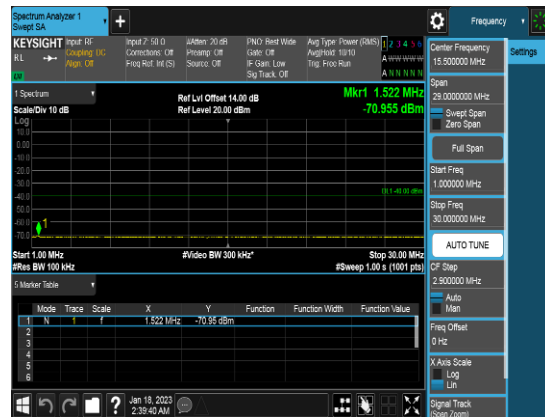 Spectrum Analyzer 1
Swept SA
Frequency
KEYSIGHT
RL
Input: RF
Coupling: DC
Align: Off
Input Z: 50 Ω
Corrections: Off
Freq Ref: Int (S)
#Atten: 20 dB
Preamp: Off
Source: Off
PNO: Best Wide
Gate: Off
IF Gain: Low
Sig Track: Off
Avg Type: Power (RMS)
Avg|Hold: 10/10
Trig: Free Run
1 2 3 4 5 6
A W W W W W
A N N N N N
LNI
Settings
Center Frequency
15.500000 MHz
Span
29.0000000 MHz
Swept Span
Zero Span
Full Span
Start Freq
1.000000 MHz
Stop Freq
30.000000 MHz
AUTO TUNE
CF Step
2.900000 MHz
Auto
Man
Freq Offset
0 Hz
X Axis Scale
Log
Lin
Signal Track
(Span Zoom)
1 Spectrum
Scale/Div 10 dB
Ref Lvl Offset 14.00 dB
Ref Level 20.00 dBm
Mkr1 1.522 MHz
-70.955 dBm
Log
10.0
0.00
-10.0
-20.0
-30.0
-40.0
-50.0
-60.0
-70.0
1
DL1 -40.00 dBm
Start 1.00 MHz
#Res BW 100 kHz
#Video BW 300 kHz*
Stop 30.00 MHz
#Sweep 1.00 s (1001 pts)
5 Marker Table
Mode Trace Scale X Y Function Function Width Function Value
1 N 1 f 1.522 MHz -70.95 dBm
2
3
4
5
6
?
Jan 18, 2023
2:39:40 AM